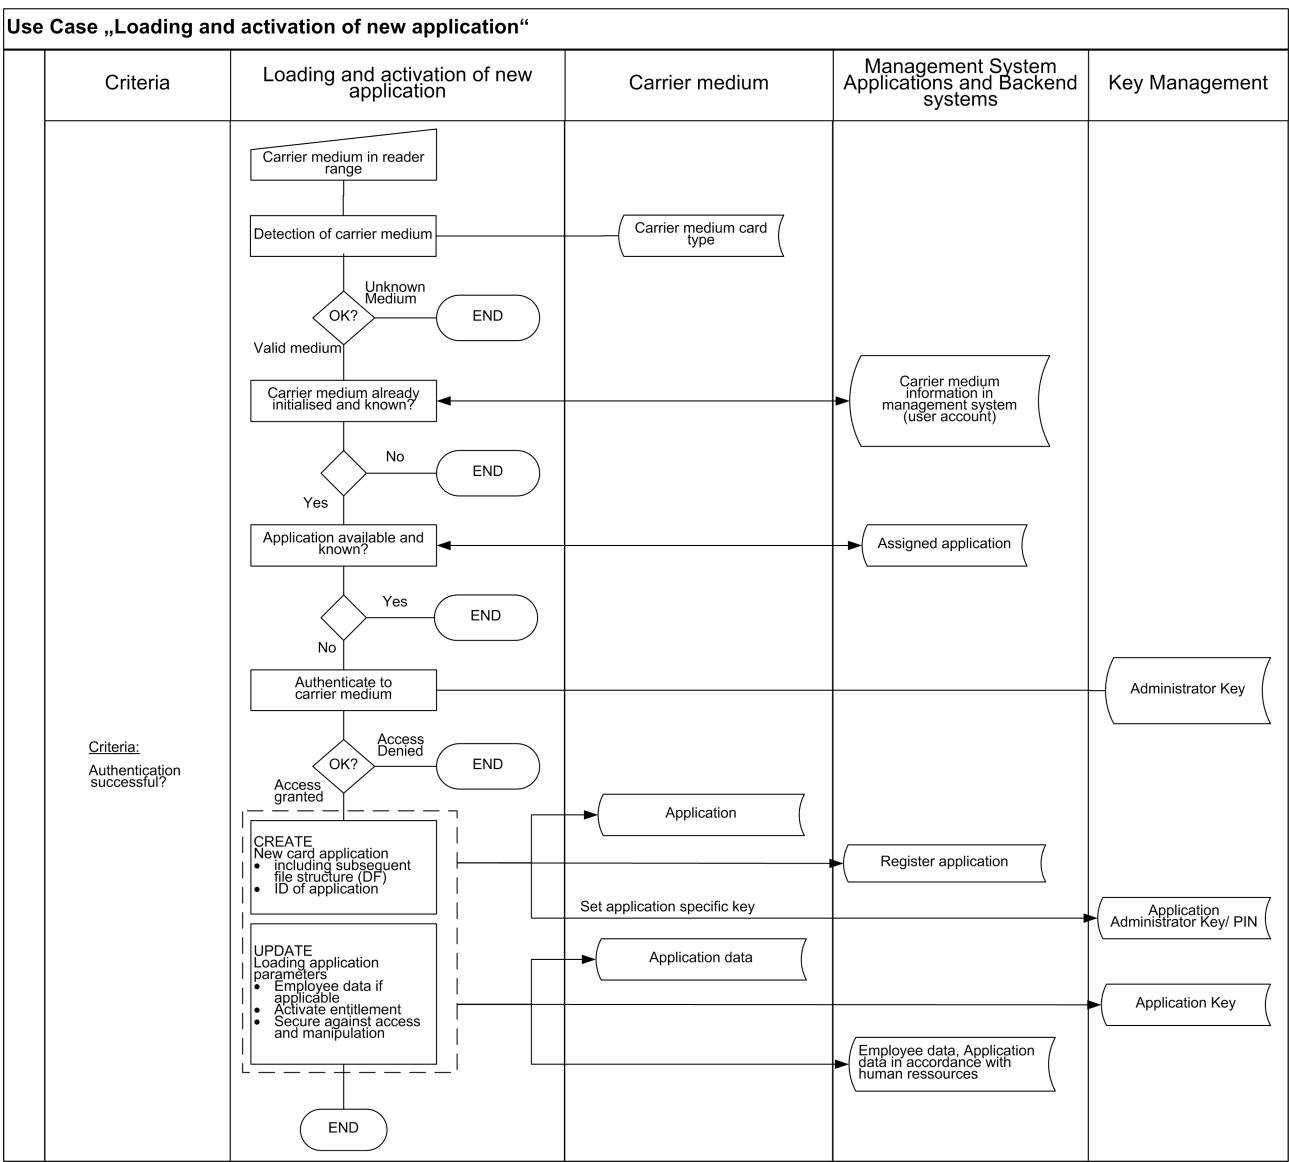 Use Case „Loading and activation of new application“
Criteria
Loading and activation of new
application
Carrier medium
Management System
Applications and Backend
systems
Key Management
Carrier medium in reader
range
Detection of carrier medium
Carrier medium card
type
Unknown
Medium
OK?
END
Valid medium
Carrier medium already
initialised and known?
Carrier medium
information in
management system
(user account)
No
END
Yes
Application available and
known?
Assigned application
Yes
END
No
Authenticate to
carrier medium
Administrator Key
Criteria:
Authentication
successful?
Access
Denied
OK?
END
Access
granted
Application
CREATE
New card application
• including subsequent
file structure (DF)
• ID of application
Register application
Set application specific key
Application
Administrator Key/ PIN
UPDATE
Loading application
parameters
• Employee data if
applicable
• Activate entitlement
• Secure against access
and manipulation
Application data
Application Key
Employee data, Application
data in accordance with
human ressources
END